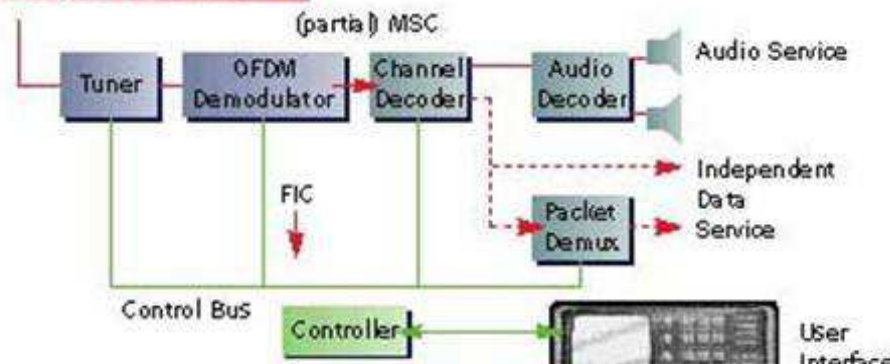 (partial) MSC
Tuner
OFDM
Demodulator
Channel
Decoder
Audio
Decoder
Audio Service
Independent
Data
Service
FIC
Packet
Demux
Control Bus
Controller
User
Interface